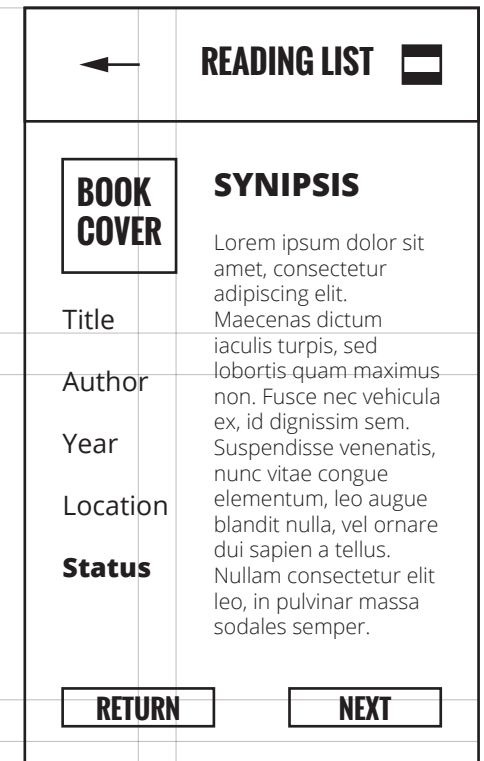 READING LIST
BOOK
COVER
Title
Author
Year
Location
Status
SYNIPSIS
Lorem ipsum dolor sit
amet, consectetur
adipiscing elit.
Maecenas dictum
iaculis turpis, sed
lobortis quam maximus
non. Fusce nec vehicula
ex, id dignissim sem.
Suspendisse venenatis,
nunc vitae congue
elementum, leo augue
blandit nulla, vel ornare
dui sapien a tellus.
Nullam consectetur elit
leo, in pulvinar massa
sodales semper.
RETURN
NEXT